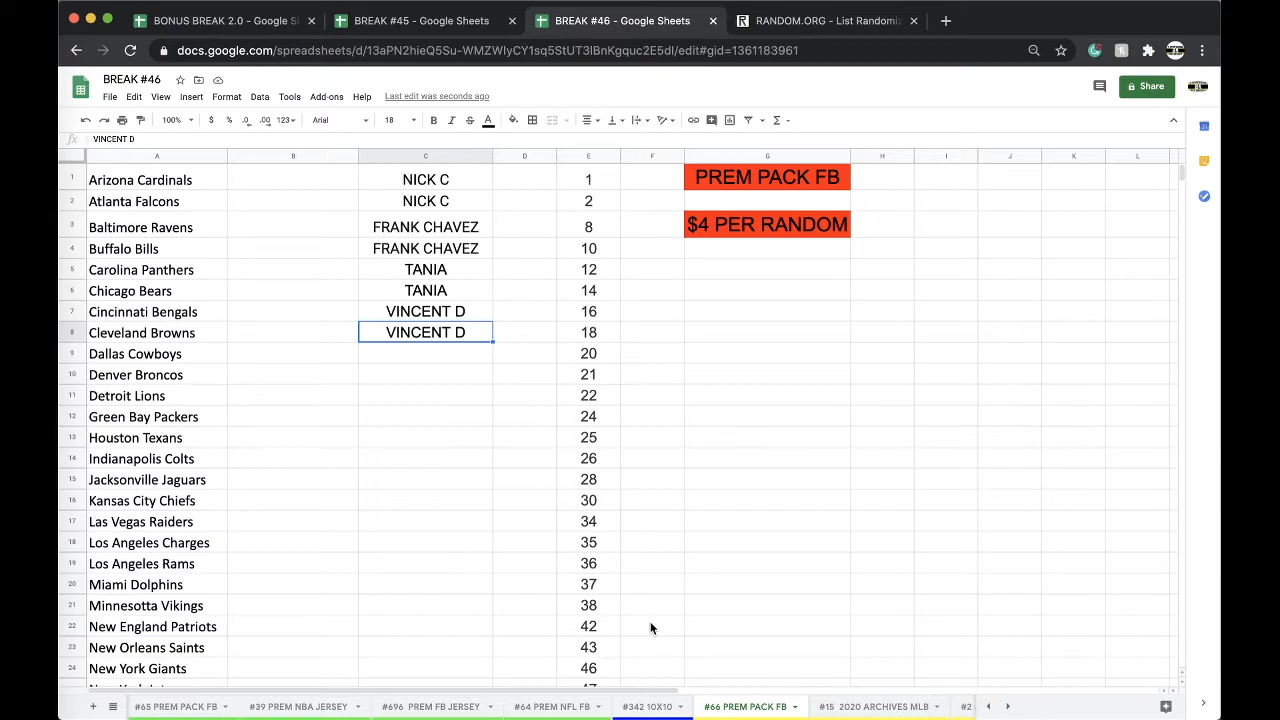 BONUS BREAK 2.0 - Google S
BREAK #45 - Google Sheets
BREAK #46 - Google Sheets
RANDOM.ORG - List Randomiz
docs.google.com/spreadsheets/d/13aPN2hieQ5Su-WMZWIyCY1sq5StUT3lBnKgquc2E5dI/edit#gid=1361183961
BREAK #46
File Edit View Insert Format Data Tools Add-ons Help Last edit was seconds ago
Share
100% $ % .0 .00 123 Arial 18 B I S A
fx VINCENT D
A B C D E F G H I J K L
1 Arizona Cardinals NICK C 1 PREM PACK FB
2 Atlanta Falcons NICK C 2
3 Baltimore Ravens FRANK CHAVEZ 8 $4 PER RANDOM
4 Buffalo Bills FRANK CHAVEZ 10
5 Carolina Panthers TANIA 12
6 Chicago Bears TANIA 14
7 Cincinnati Bengals VINCENT D 16
8 Cleveland Browns VINCENT D 18
9 Dallas Cowboys 20
10 Denver Broncos 21
11 Detroit Lions 22
12 Green Bay Packers 24
13 Houston Texans 25
14 Indianapolis Colts 26
15 Jacksonville Jaguars 28
16 Kansas City Chiefs 30
17 Las Vegas Raiders 34
18 Los Angeles Charges 35
19 Los Angeles Rams 36
20 Miami Dolphins 37
21 Minnesotta Vikings 38
22 New England Patriots 42
23 New Orleans Saints 43
24 New York Giants 46
#65 PREM PACK FB #39 PREM NBA JERSEY #696 PREM FB JERSEY #64 PREM NFL FB #342 10X10 #66 PREM PACK FB #15 2020 ARCHIVES MLB #2